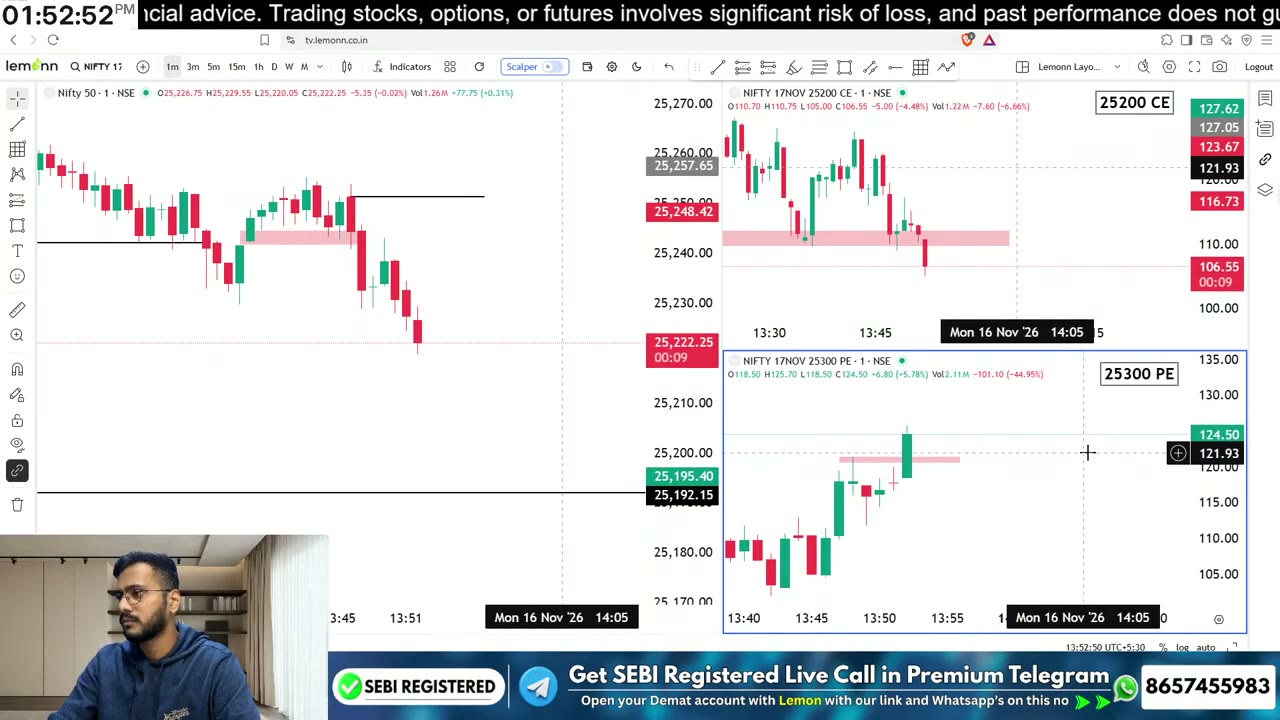 01:52:52 PM
ncial advice. Trading stocks, options, or futures involves significant risk of loss, and past performance does not gu
tv.lemonn.co.in
lemonn NIFTY 17 1m 3m 5m 15m 1h D W M Indicators Scalper Lemonn Layo... Logout
Nifty 50 · 1 · NSE O25,226.75 H25,229.55 L25,220.05 C25,222.25 -5.35 (-0.02%) Vol1.26M +77.75 (+0.31%)
25,270.00
25,260.00
25,257.65
25,248.42
25,240.00
25,230.00
25,222.25
00:09
25,210.00
25,200.00
25,195.40
25,192.15
25,180.00
25,170.00
3:45 13:51 Mon 16 Nov '26 14:05
NIFTY 17NOV 25200 CE · 1 · NSE
O110.70 H110.75 L105.00 C106.55 -5.00 (-4.48%) Vol1.22M -7.60 (-6.66%)
25200 CE
127.62
127.05
123.67
121.93
120.00
116.73
110.00
106.55
00:09
100.00
13:30 13:45 Mon 16 Nov '26 14:05 5
NIFTY 17NOV 25300 PE · 1 · NSE
O118.50 H125.70 L118.50 C124.50 +6.80 (+5.78%) Vol2.11M -101.10 (-44.95%)
25300 PE
135.00
130.00
124.50
121.93
120.00
115.00
110.00
105.00
13:40 13:45 13:50 13:55 1 Mon 16 Nov '26 14:05 0
13:52:50 UTC+5:30 % log auto
SEBI REGISTERED
Get SEBI Registered Live Call in Premium Telegram
Open your Demat account with Lemon with our link and Whatsapp's on this no
8657455983